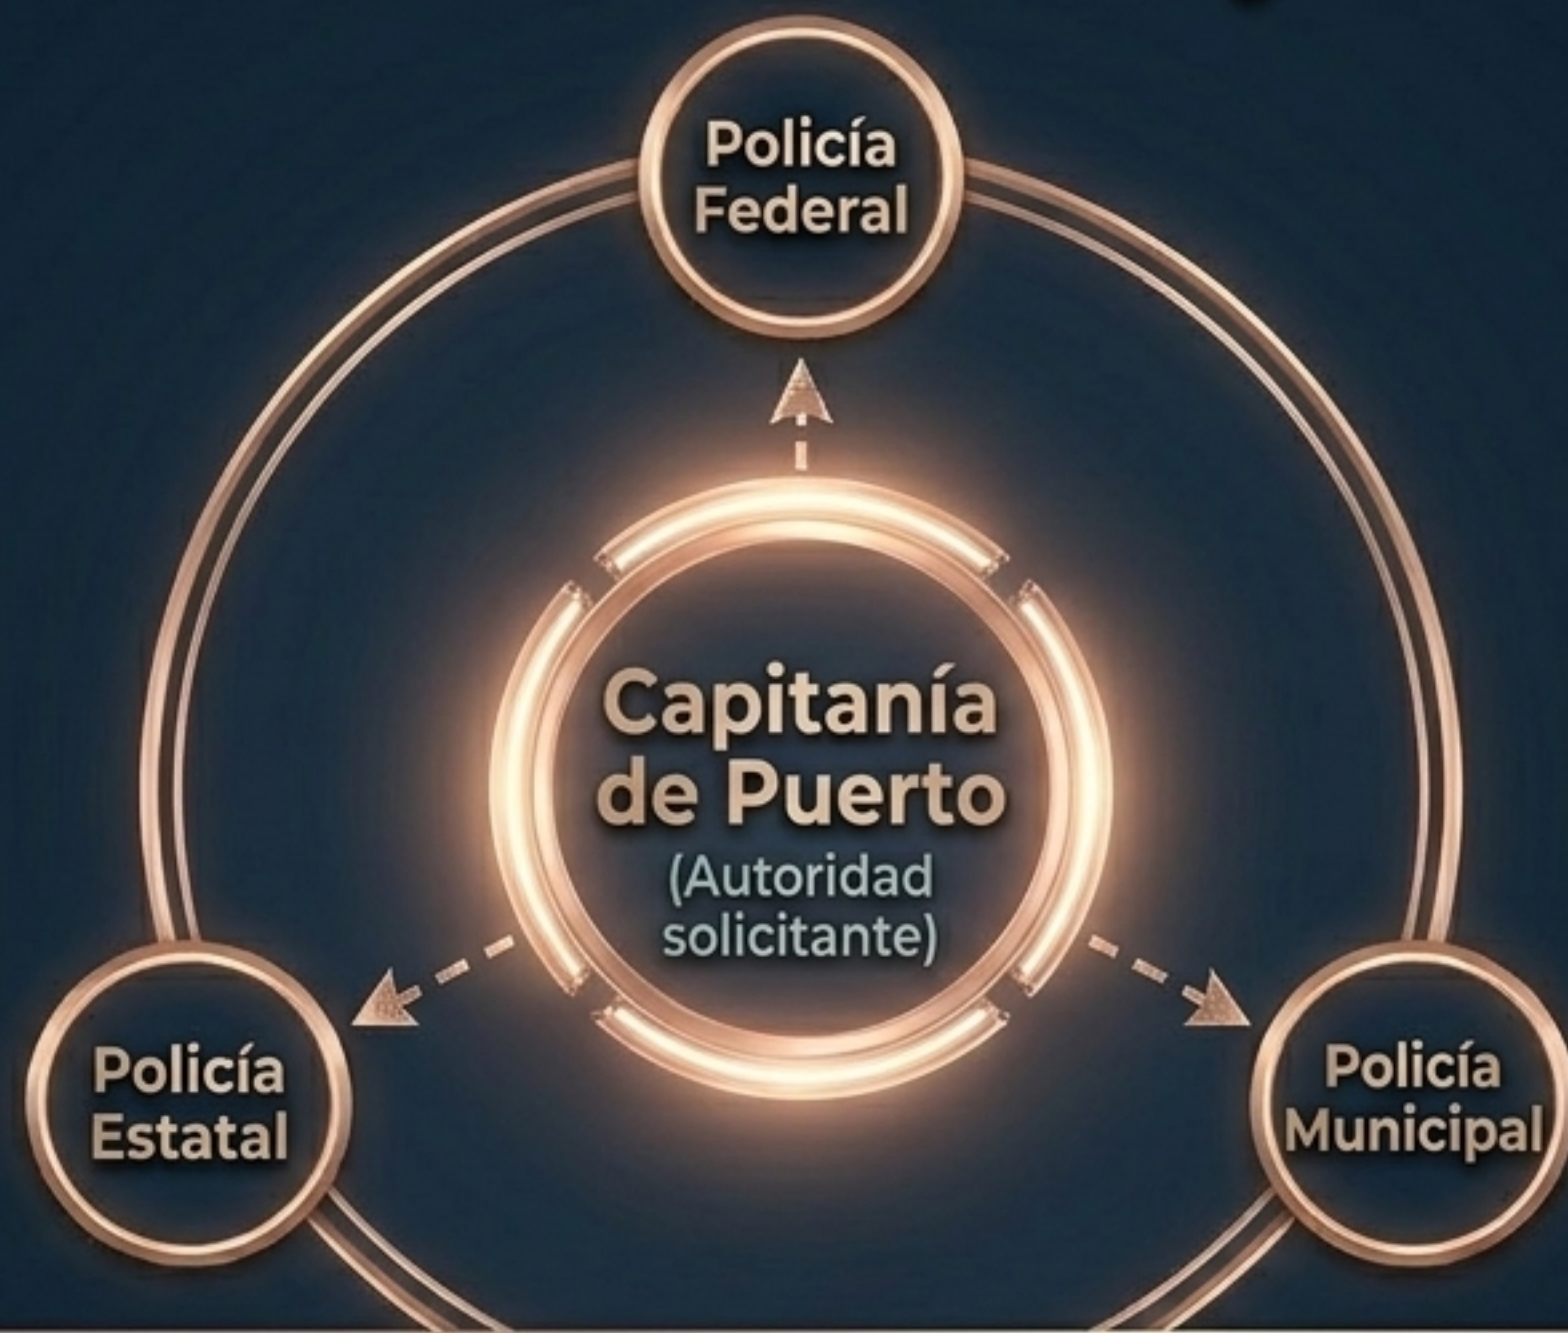 Policía
Federal
Capitanía
de Puerto
(Autoridad
solicitante)
Policía
Estatal
Policía
Municipal